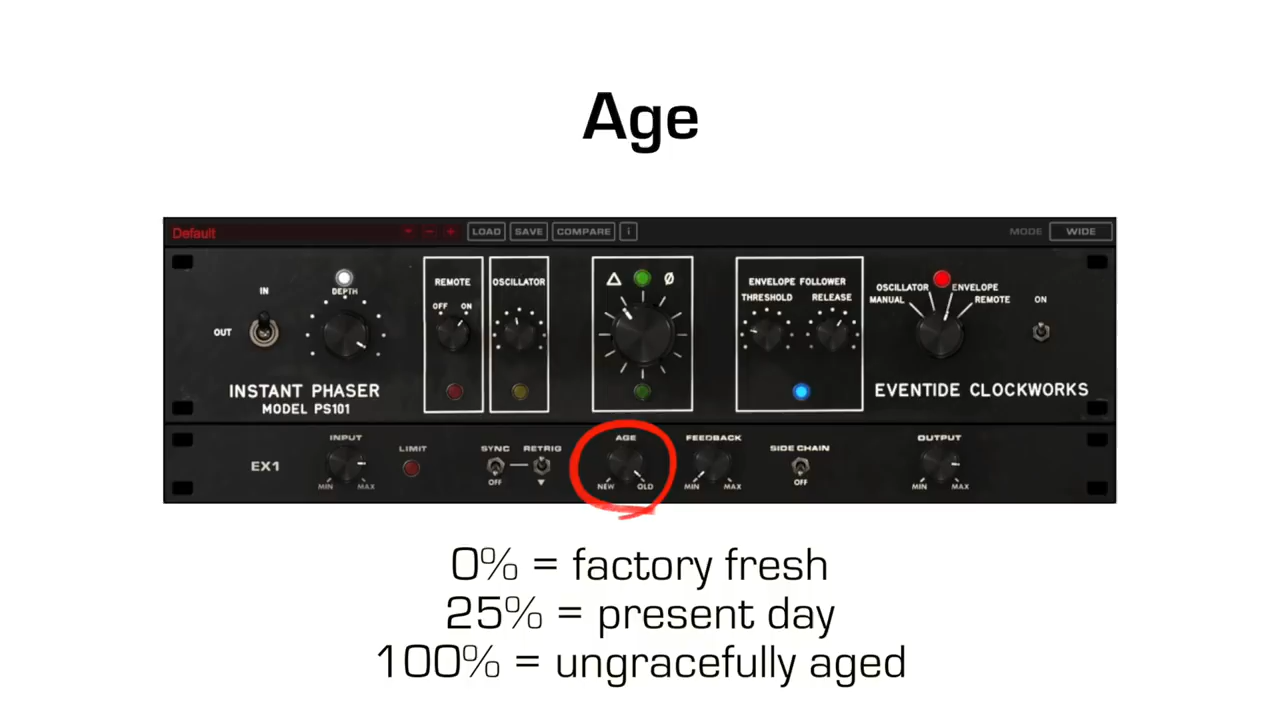 Age
Default LOAD SAVE COMPARE i MODE WIDE
IN
OUT
DEPTH
REMOTE
OFF ON
OSCILLATOR
△ Ø
ENVELOPE FOLLOWER
THRESHOLD RELEASE
OSCILLATOR ENVELOPE
MANUAL REMOTE
ON
INSTANT PHASER
MODEL PS101
EVENTIDE CLOCKWORKS
EX1
INPUT
MIN MAX
LIMIT
SYNC RETRIG
OFF
AGE
NEW OLD
FEEDBACK
MIN MAX
SIDE CHAIN
OFF
OUTPUT
MIN MAX
0% = factory fresh
25% = present day
100% = ungracefully aged